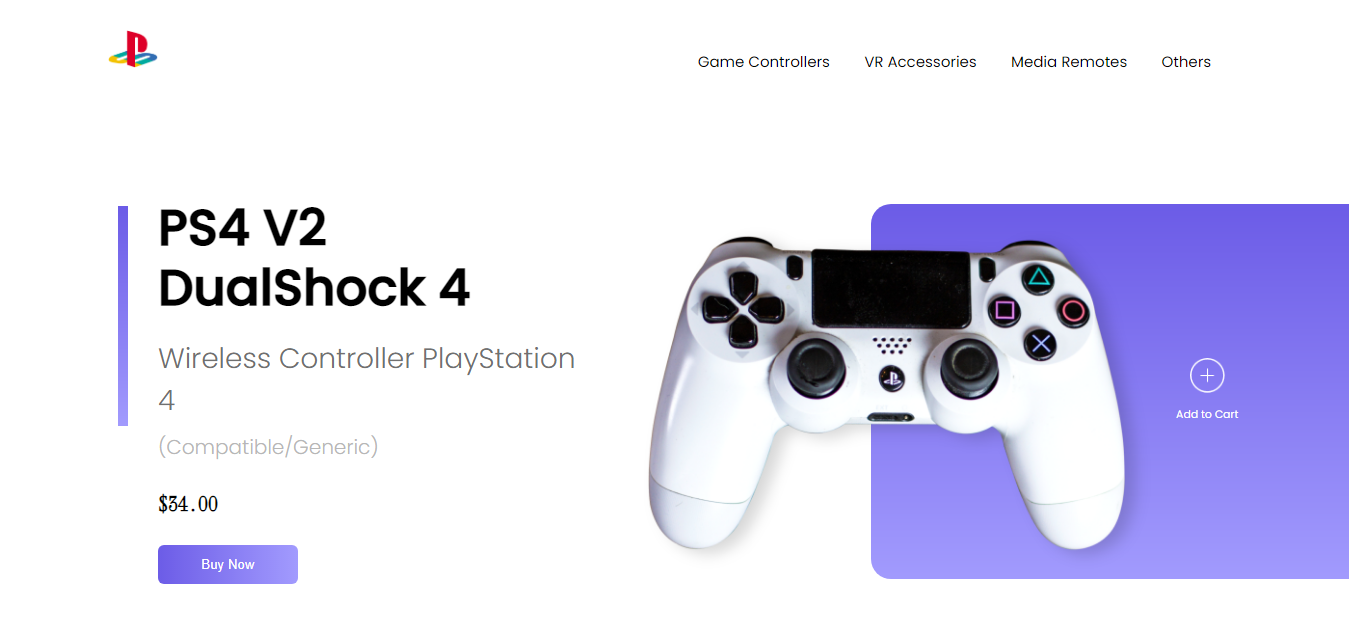 Game Controllers VR Accessories Media Remotes Others
PS4 V2
DualShock 4
Wireless Controller PlayStation
4
(Compatible/Generic)
$34.00
Buy Now
Add to Cart